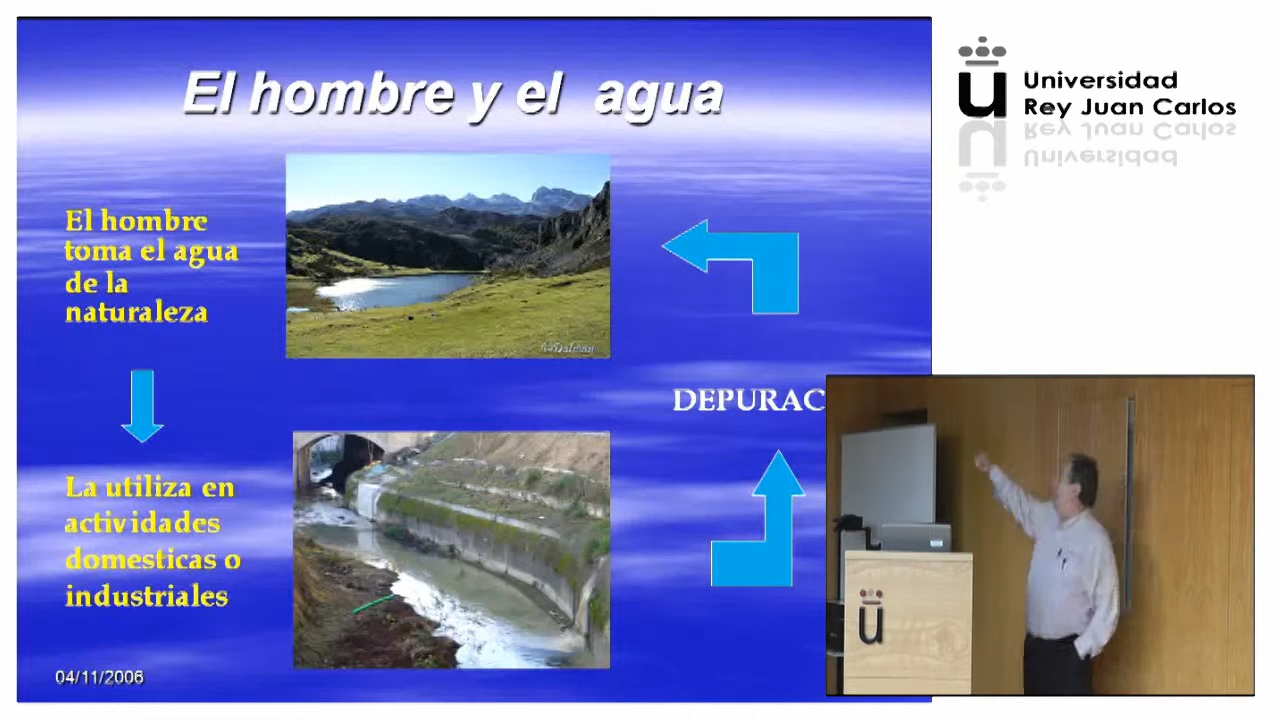 El hombre y el agua
El hombre
toma el agua
de la
naturaleza
La utiliza en
actividades
domesticas o
industriales
DEPURAC
04/11/2006
Universidad
Rey Juan Carlos